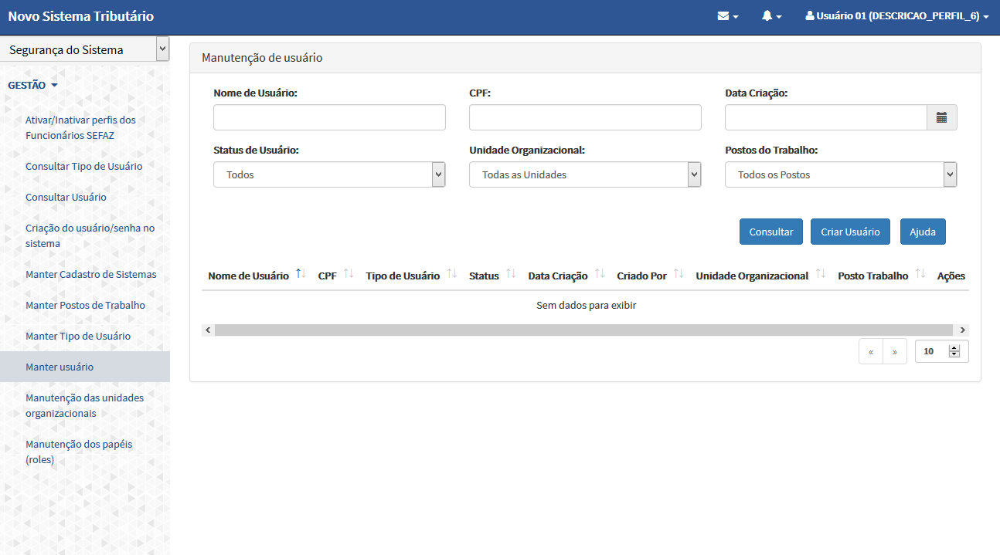 Novo Sistema Tributário
Usuário 01 (DESCRICAO_PERFIL_6)
Segurança do Sistema
GESTÃO
Ativar/Inativar perfis dos
Funcionários SEFAZ
Consultar Tipo de Usuário
Consultar Usuário
Criação do usuário/senha no
sistema
Manter Cadastro de Sistemas
Manter Postos de Trabalho
Manter Tipo de Usuário
Manter usuário
Manutenção das unidades
organizacionais
Manutenção dos papéis
(roles)
Manutenção de usuário
Nome de Usuário: CPF: Data Criação:
Status de Usuário: Unidade Organizacional: Postos do Trabalho:
Todos Todas as Unidades Todos os Postos
Consultar Criar Usuário Ajuda
Nome de Usuário CPF Tipo de Usuário Status Data Criação Criado Por Unidade Organizacional Posto Trabalho Ações
Sem dados para exibir
« » 10